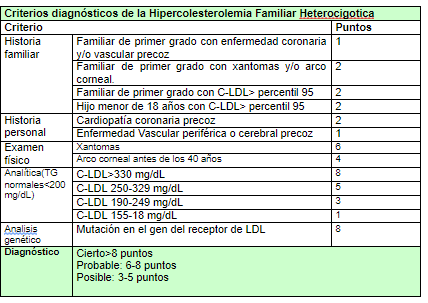 Criterios diagnósticos de la Hipercolesterolemia Familiar Heterocigotica
Criterio Puntos
Historia familiar Familiar de primer grado con enfermedad coronaria y/o vascular precoz 1
Familiar de primer grado con xantomas y/o arco corneal. 2
Familiar de primer grado con C-LDL> percentil 95 2
Hijo menor de 18 años con C-LDL> percentil 95 2
Historia personal Cardiopatía coronaria precoz 2
Enfermedad Vascular periférica o cerebral precoz 1
Examen físico Xantomas 6
Arco corneal antes de los 40 años 4
Analítica(TG normales<200 mg/dL) C-LDL>330 mg/dL 8
C-LDL 250-329 mg/dL 5
C-LDL 190-249 mg/dL 3
C-LDL 155-18 mg/dL 1
Analisis genético Mutación en el gen del receptor de LDL 8
Diagnóstico Cierto>8 puntos
Probable: 6-8 puntos
Posible: 3-5 puntos